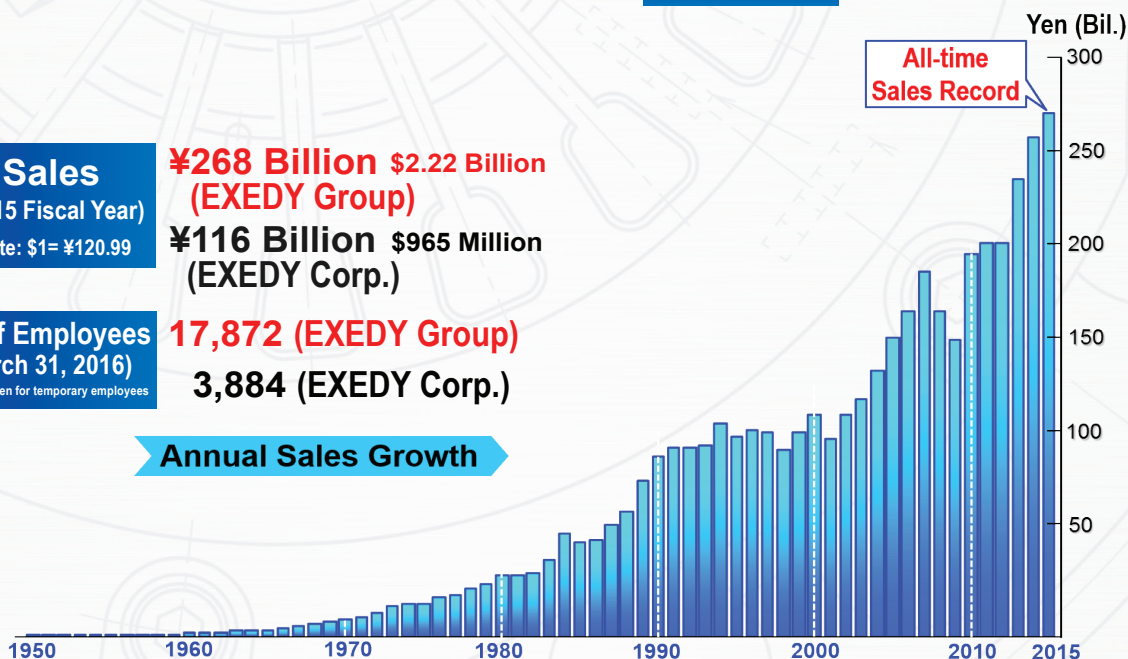 Yen (Bil.)
All-time
Sales Record
Sales
15 Fiscal Year)
te: $1= ¥120.99
¥268 Billion $2.22 Billion
(EXEDY Group)
¥116 Billion $965 Million
(EXEDY Corp.)
f Employees
rch 31, 2016)
en for temporary employees
17,872 (EXEDY Group)
3,884 (EXEDY Corp.)
Annual Sales Growth
300
250
200
150
100
50
1950 1960 1970 1980 1990 2000 2010 2015